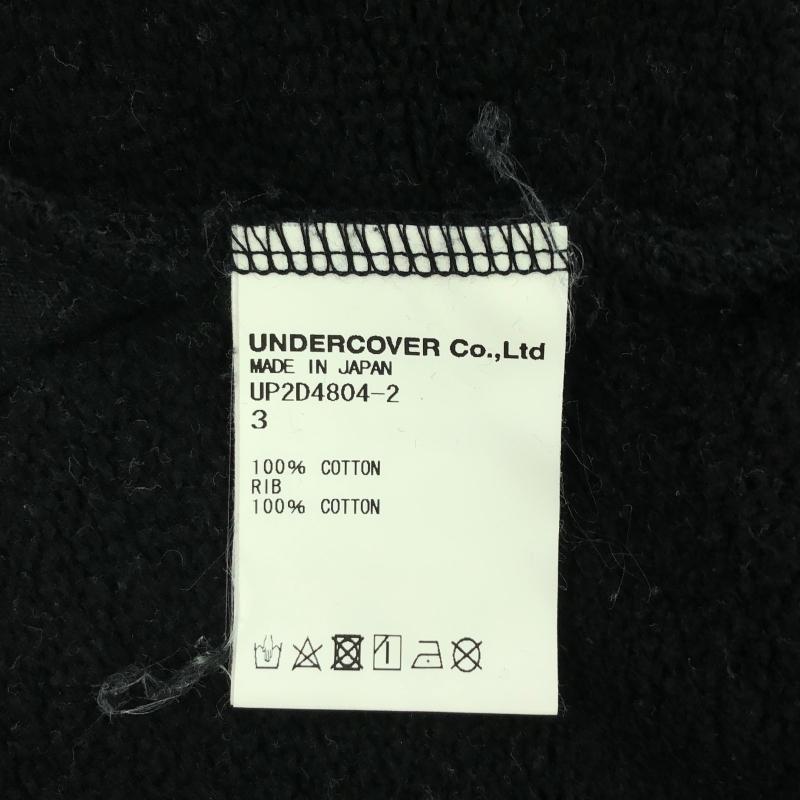 UNDERCOVER Co.,Ltd
MADE IN JAPAN
UP2D4804-2
3
100% COTTON
RIB
100% COTTON